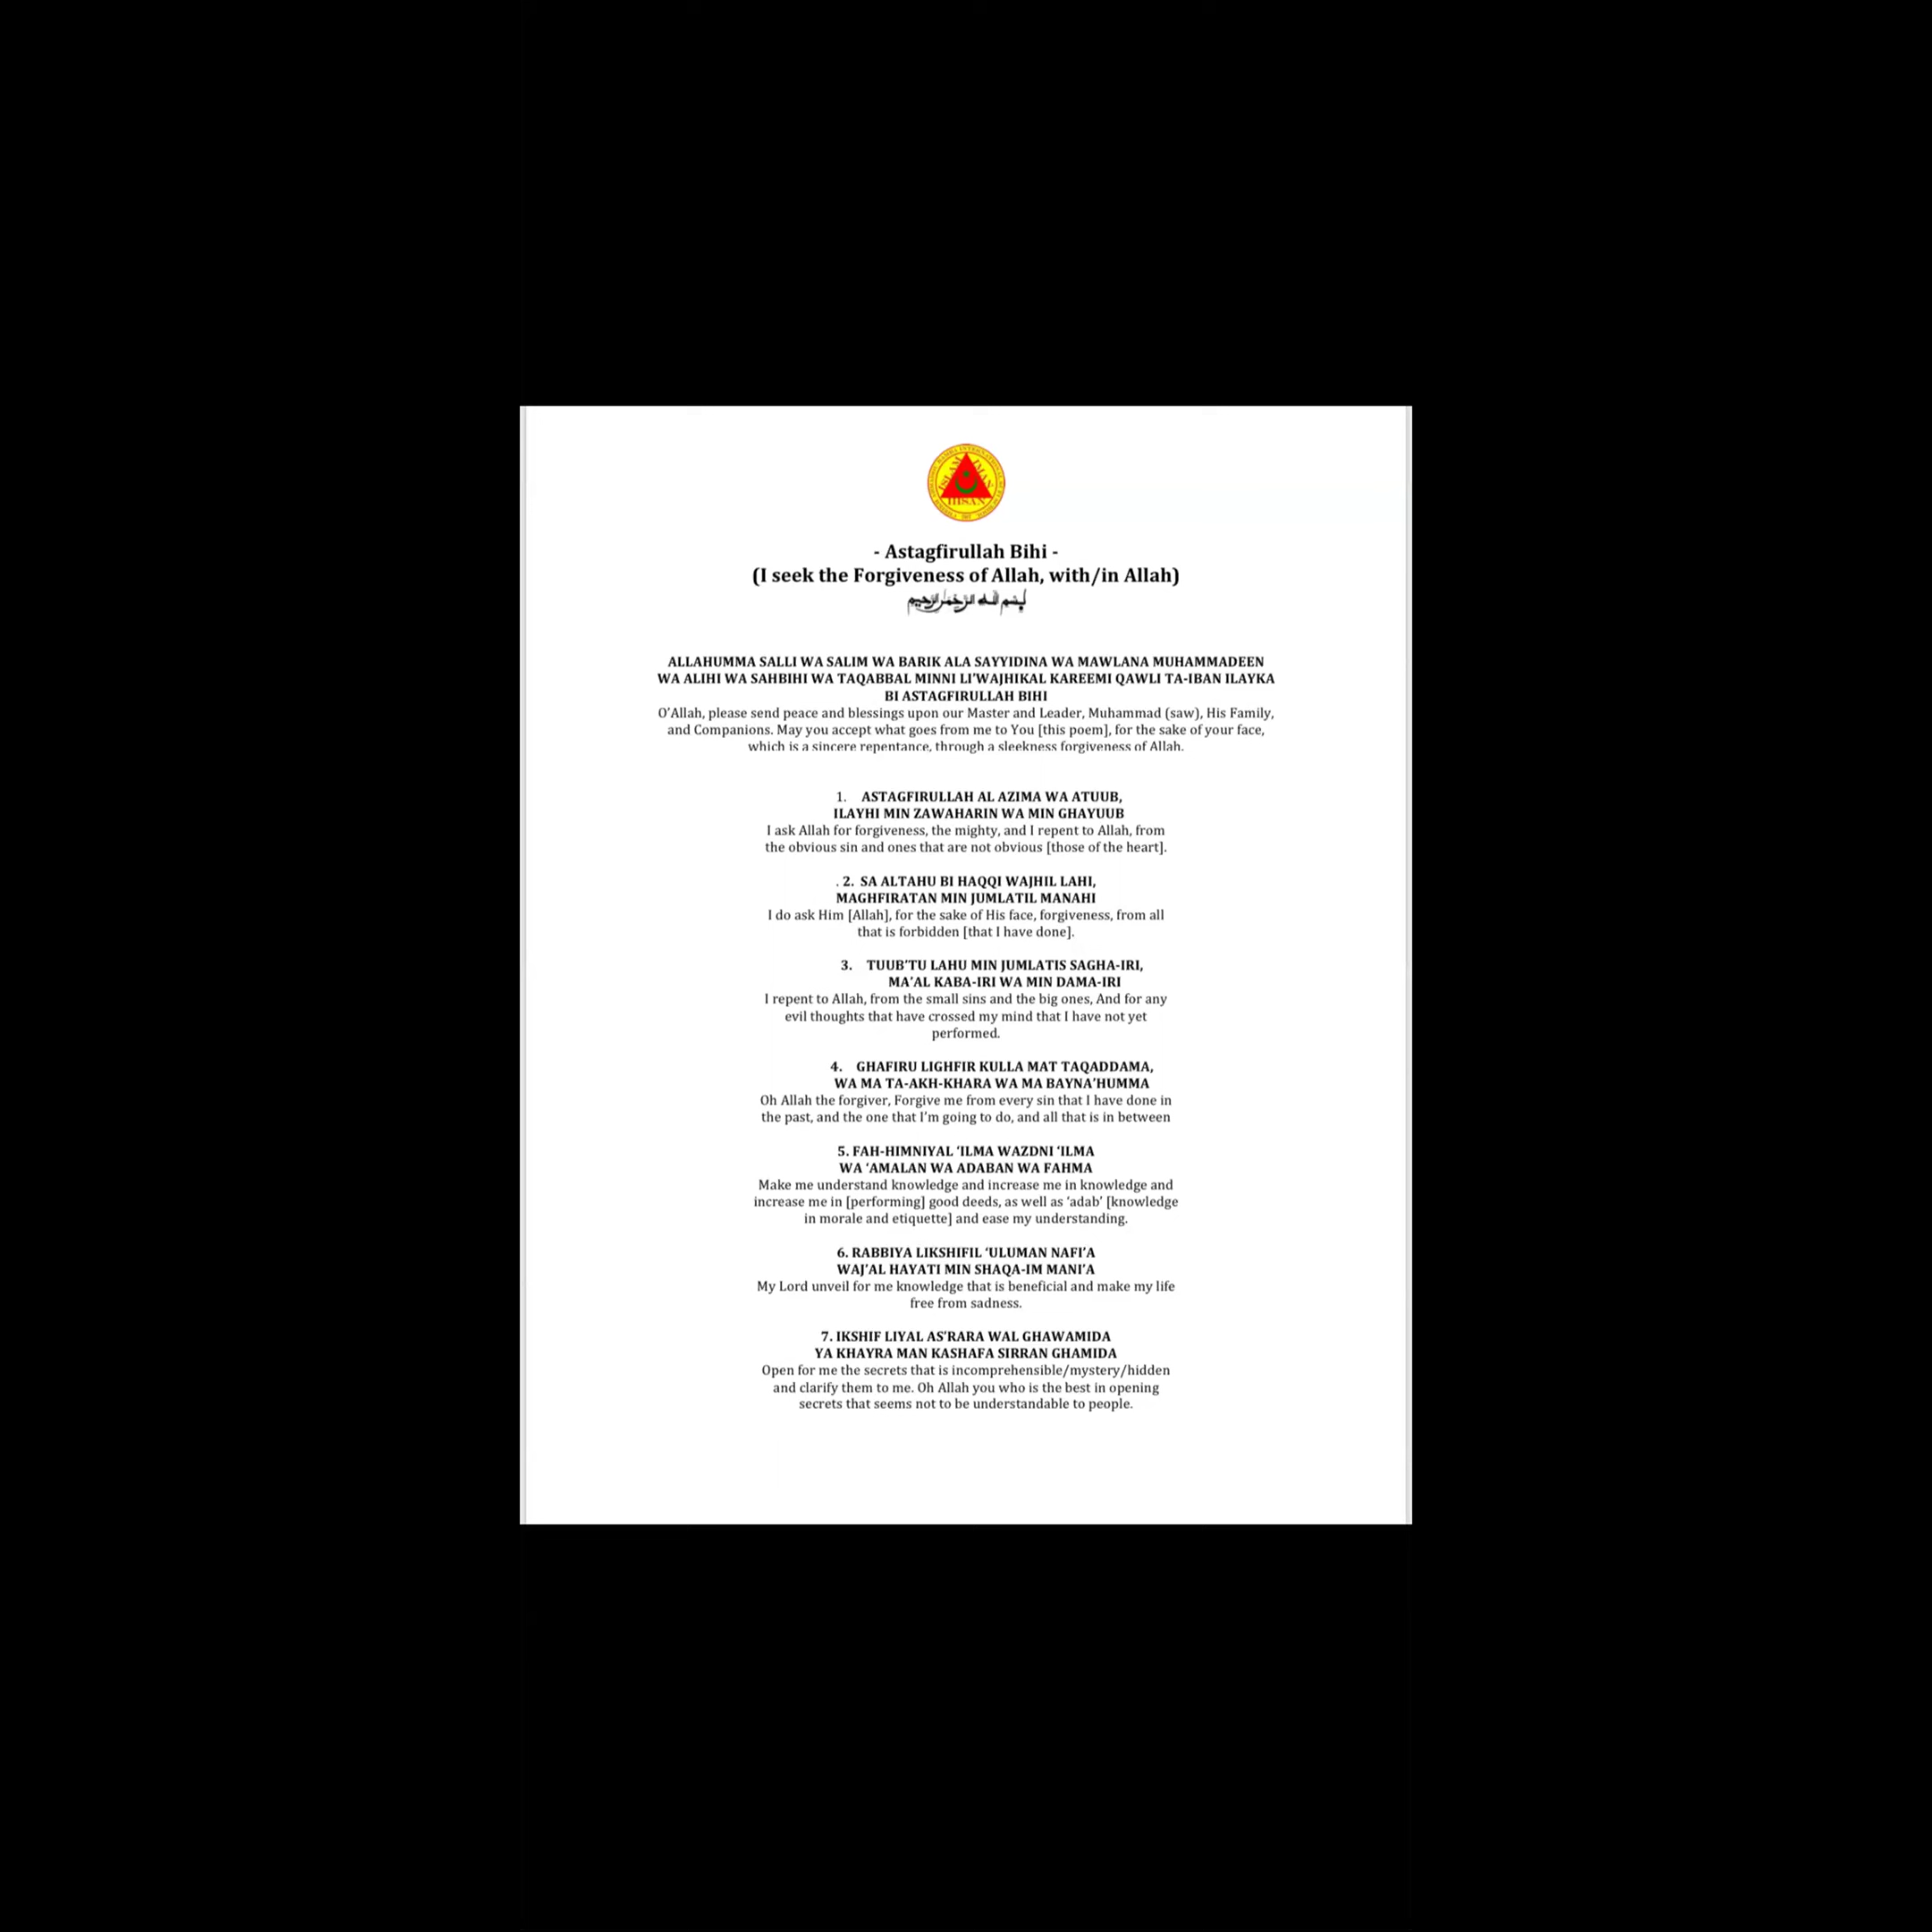 ISLAM IMAN
IHSAN
- Astagfirullah Bihi -
(I seek the Forgiveness of Allah, with/in Allah)
بسم الله الرحمن الرحيم
ALLAHUMMA SALLI WA SALIM WA BARIK ALA SAYYIDINA WA MAWLANA MUHAMMADEEN
WA ALIHI WA SAHBIHI WA TAQABBAL MINNI LI’WAJHIKAL KAREEMI QAWLI TA-IBAN ILAYKA
BI ASTAGFIRULLAH BIHI
O’Allah, please send peace and blessings upon our Master and Leader, Muhammad (saw), His Family,
and Companions. May you accept what goes from me to You [this poem], for the sake of your face,
which is a sincere repentance, through a sleekness forgiveness of Allah.
1. ASTAGFIRULLAH AL AZIMA WA ATUUB,
ILAYHI MIN ZAWAHARIN WA MIN GHAYUUB
I ask Allah for forgiveness, the mighty, and I repent to Allah, from
the obvious sin and ones that are not obvious [those of the heart].
. 2. SA ALTAHU BI HAQQI WAJHIL LAHI,
MAGHFIRATAN MIN JUMLATIL MANAHI
I do ask Him [Allah], for the sake of His face, forgiveness, from all
that is forbidden [that I have done].
3. TUUB’TU LAHU MIN JUMLATIS SAGHA-IRI,
MA’AL KABA-IRI WA MIN DAMA-IRI
I repent to Allah, from the small sins and the big ones, And for any
evil thoughts that have crossed my mind that I have not yet
performed.
4. GHAFIRU LIGHFIR KULLA MAT TAQADDAMA,
WA MA TA-AKH-KHARA WA MA BAYNA’HUMMA
Oh Allah the forgiver, Forgive me from every sin that I have done in
the past, and the one that I’m going to do, and all that is in between
5. FAH-HIMNIYAL ‘ILMA WAZDNI ‘ILMA
WA ‘AMALAN WA ADABAN WA FAHMA
Make me understand knowledge and increase me in knowledge and
increase me in [performing] good deeds, as well as ‘adab’ [knowledge
in morale and etiquette] and ease my understanding.
6. RABBIYA LIKSHIFIL ‘ULUMAN NAFI’A
WAJ’AL HAYATI MIN SHAQA-IM MANI’A
My Lord unveil for me knowledge that is beneficial and make my life
free from sadness.
7. IKSHIF LIYAL AS’RARA WAL GHAWAMIDA
YA KHAYRA MAN KASHAFA SIRRAN GHAMIDA
Open for me the secrets that is incomprehensible/mystery/hidden
and clarify them to me. Oh Allah you who is the best in opening
secrets that seems not to be understandable to people.